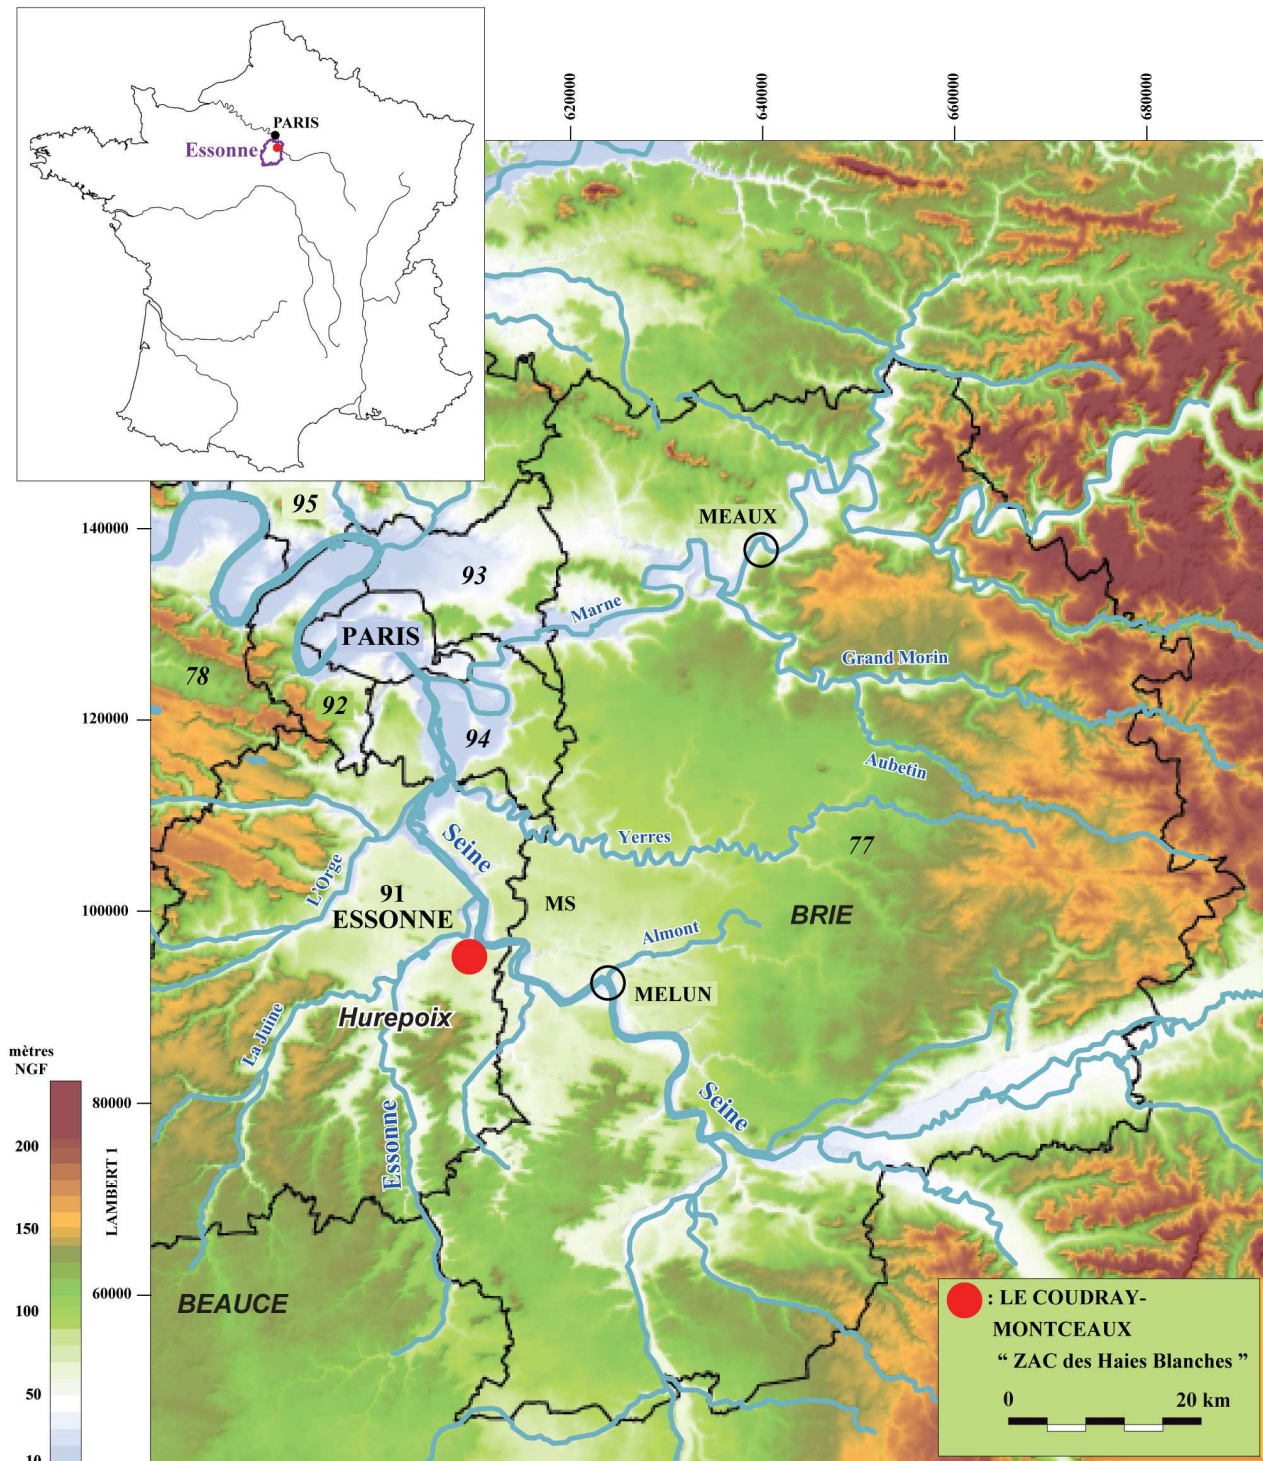 PARIS
Essonne
620000
640000
660000
680000
95
140000
MEAUX
93
Marne
PARIS
Grand Morin
78
92
120000
94
Aubetin
Seine
Yerres
77
L'Orge
91
ESSONNE
MS
100000
BRIE
Almont
MELUN
Hurepoix
La Juine
mètres
NGF
Seine
80000
Essonne
200
LAMBERT 1
150
BEAUCE
60000
100
: LE COUDRAY-
MONTCEAUX
“ ZAC des Haies Blanches ”
50
0 20 km
10